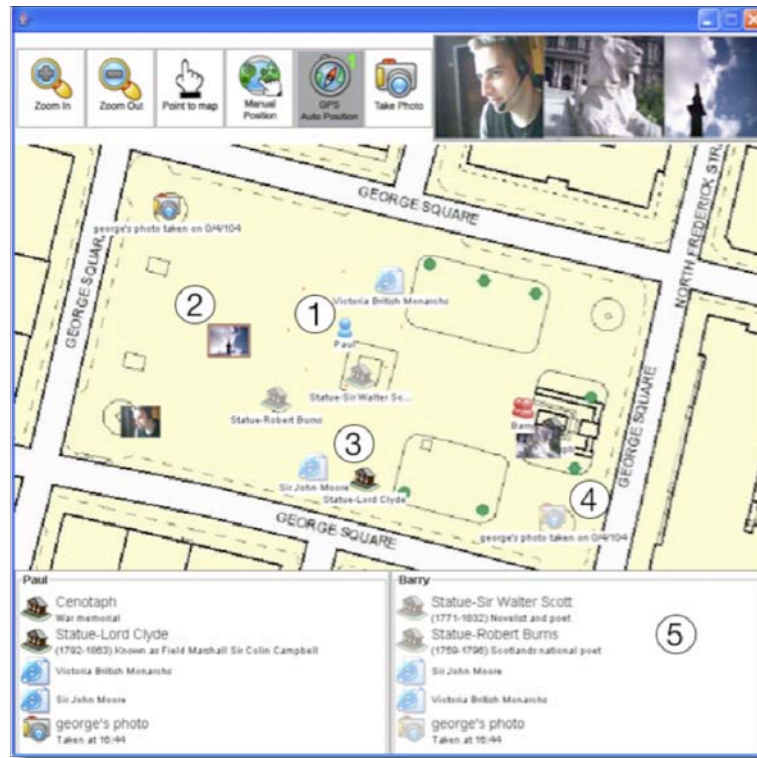 Zoom In
Zoom Out
Point to map
Manual
Position
1
GPS
Auto Position
Take Photo
GEORGE SQUARE
NORTH FREDERICK STR
george's photo taken on 0/4/104
GEORGE SQUARE
2
1
Victoria British Monarchs
Paul
Statue-Sir Walter Sc...
Statue-Robert Burns
Barry
GEORGE SQUARE
3
Sir John Moore
Statue-Lord Clyde
4
GEORGE SQUARE
george's photo taken on 0/4/104
Paul
Cenotaph
War memorial
Statue-Lord Clyde
(1792-1863) Known as Field Marshall Sir Colin Campbell
Victoria British Monarchs
Sir John Moore
george's photo
Taken at 16:44
Barry
Statue-Sir Walter Scott
(1771-1832) Novelist and poet
Statue-Robert Burns
(1759-1796) Scotlands national poet
5
Sir John Moore
Victoria British Monarchs
george's photo
Taken at 16:44